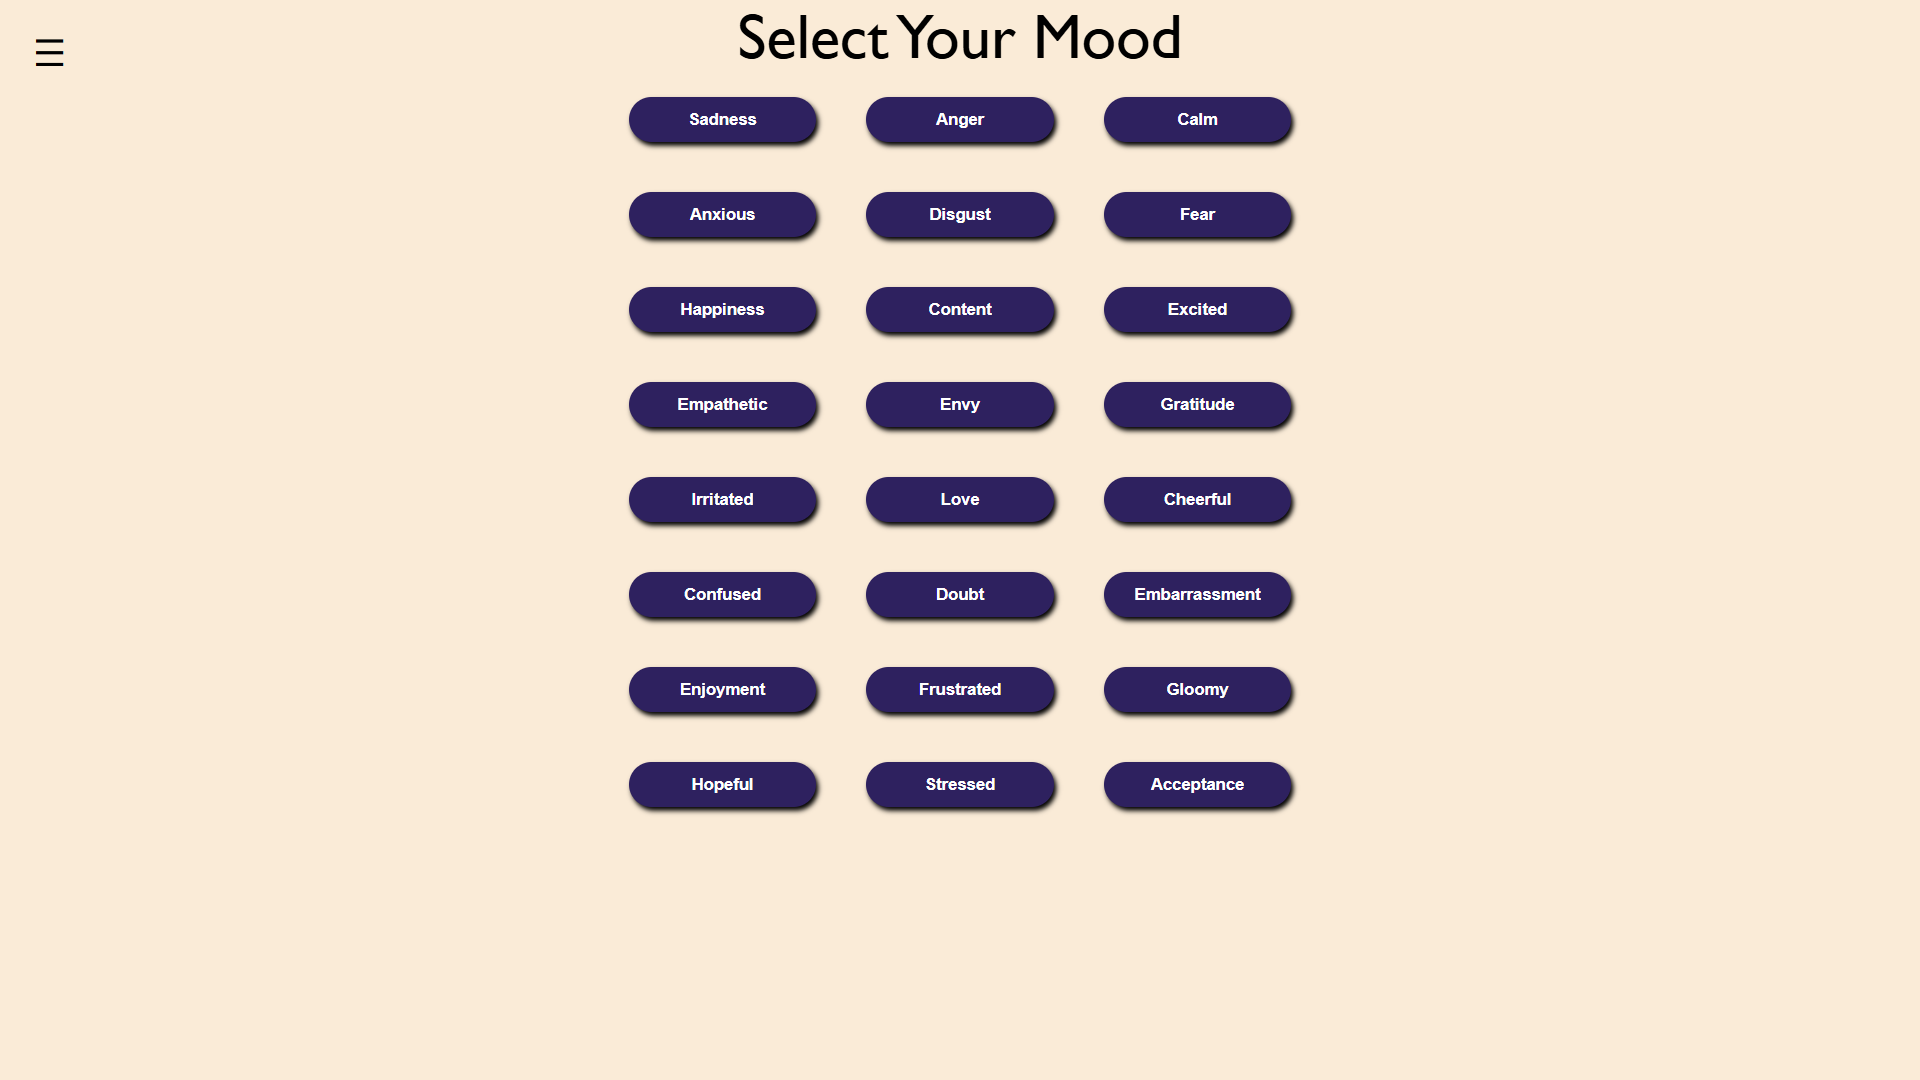 Select Your Mood
Sadness Anger Calm
Anxious Disgust Fear
Happiness Content Excited
Empathetic Envy Gratitude
Irritated Love Cheerful
Confused Doubt Embarrassment
Enjoyment Frustrated Gloomy
Hopeful Stressed Acceptance